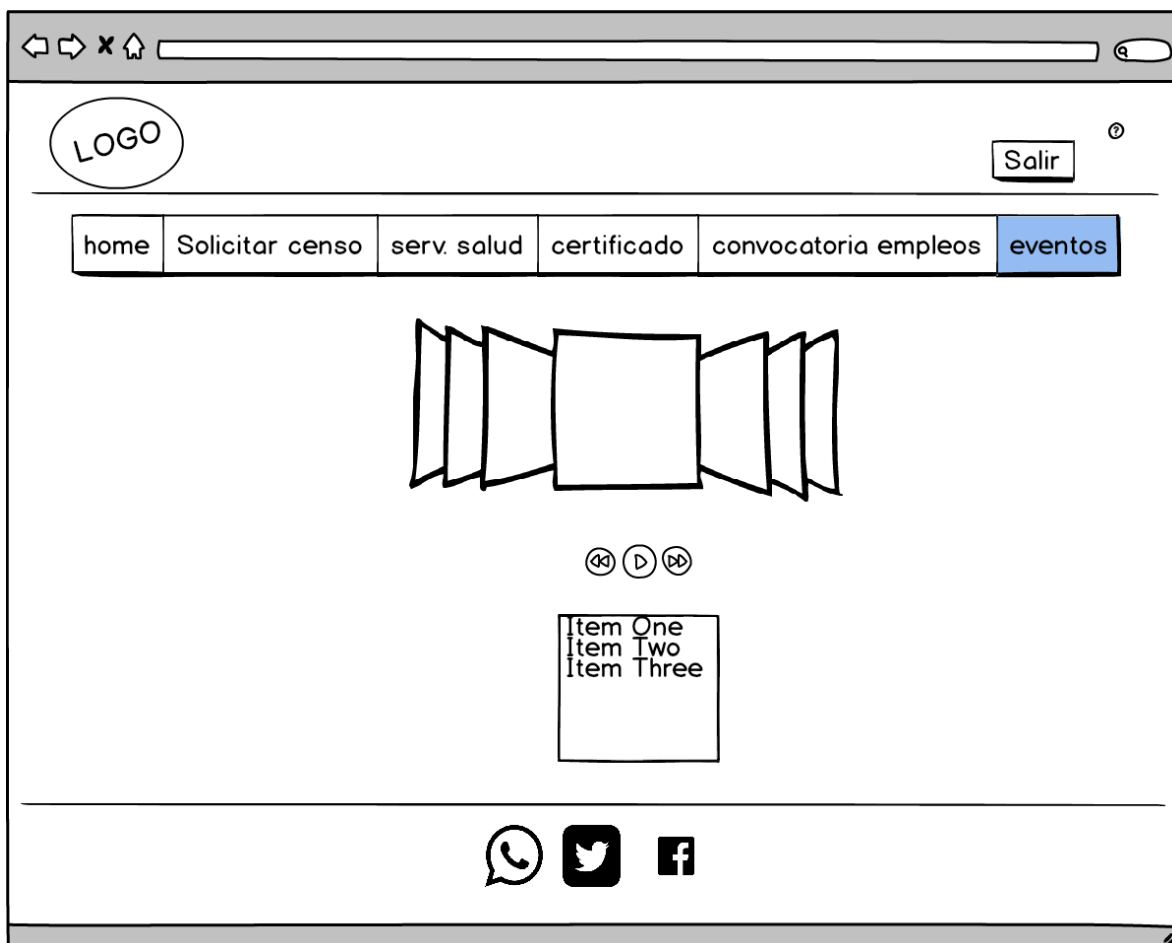 LOGO
?
Salir
home Solicitar censo serv. salud certificado convocatoria empleos eventos
Item One
Item Two
Item Three